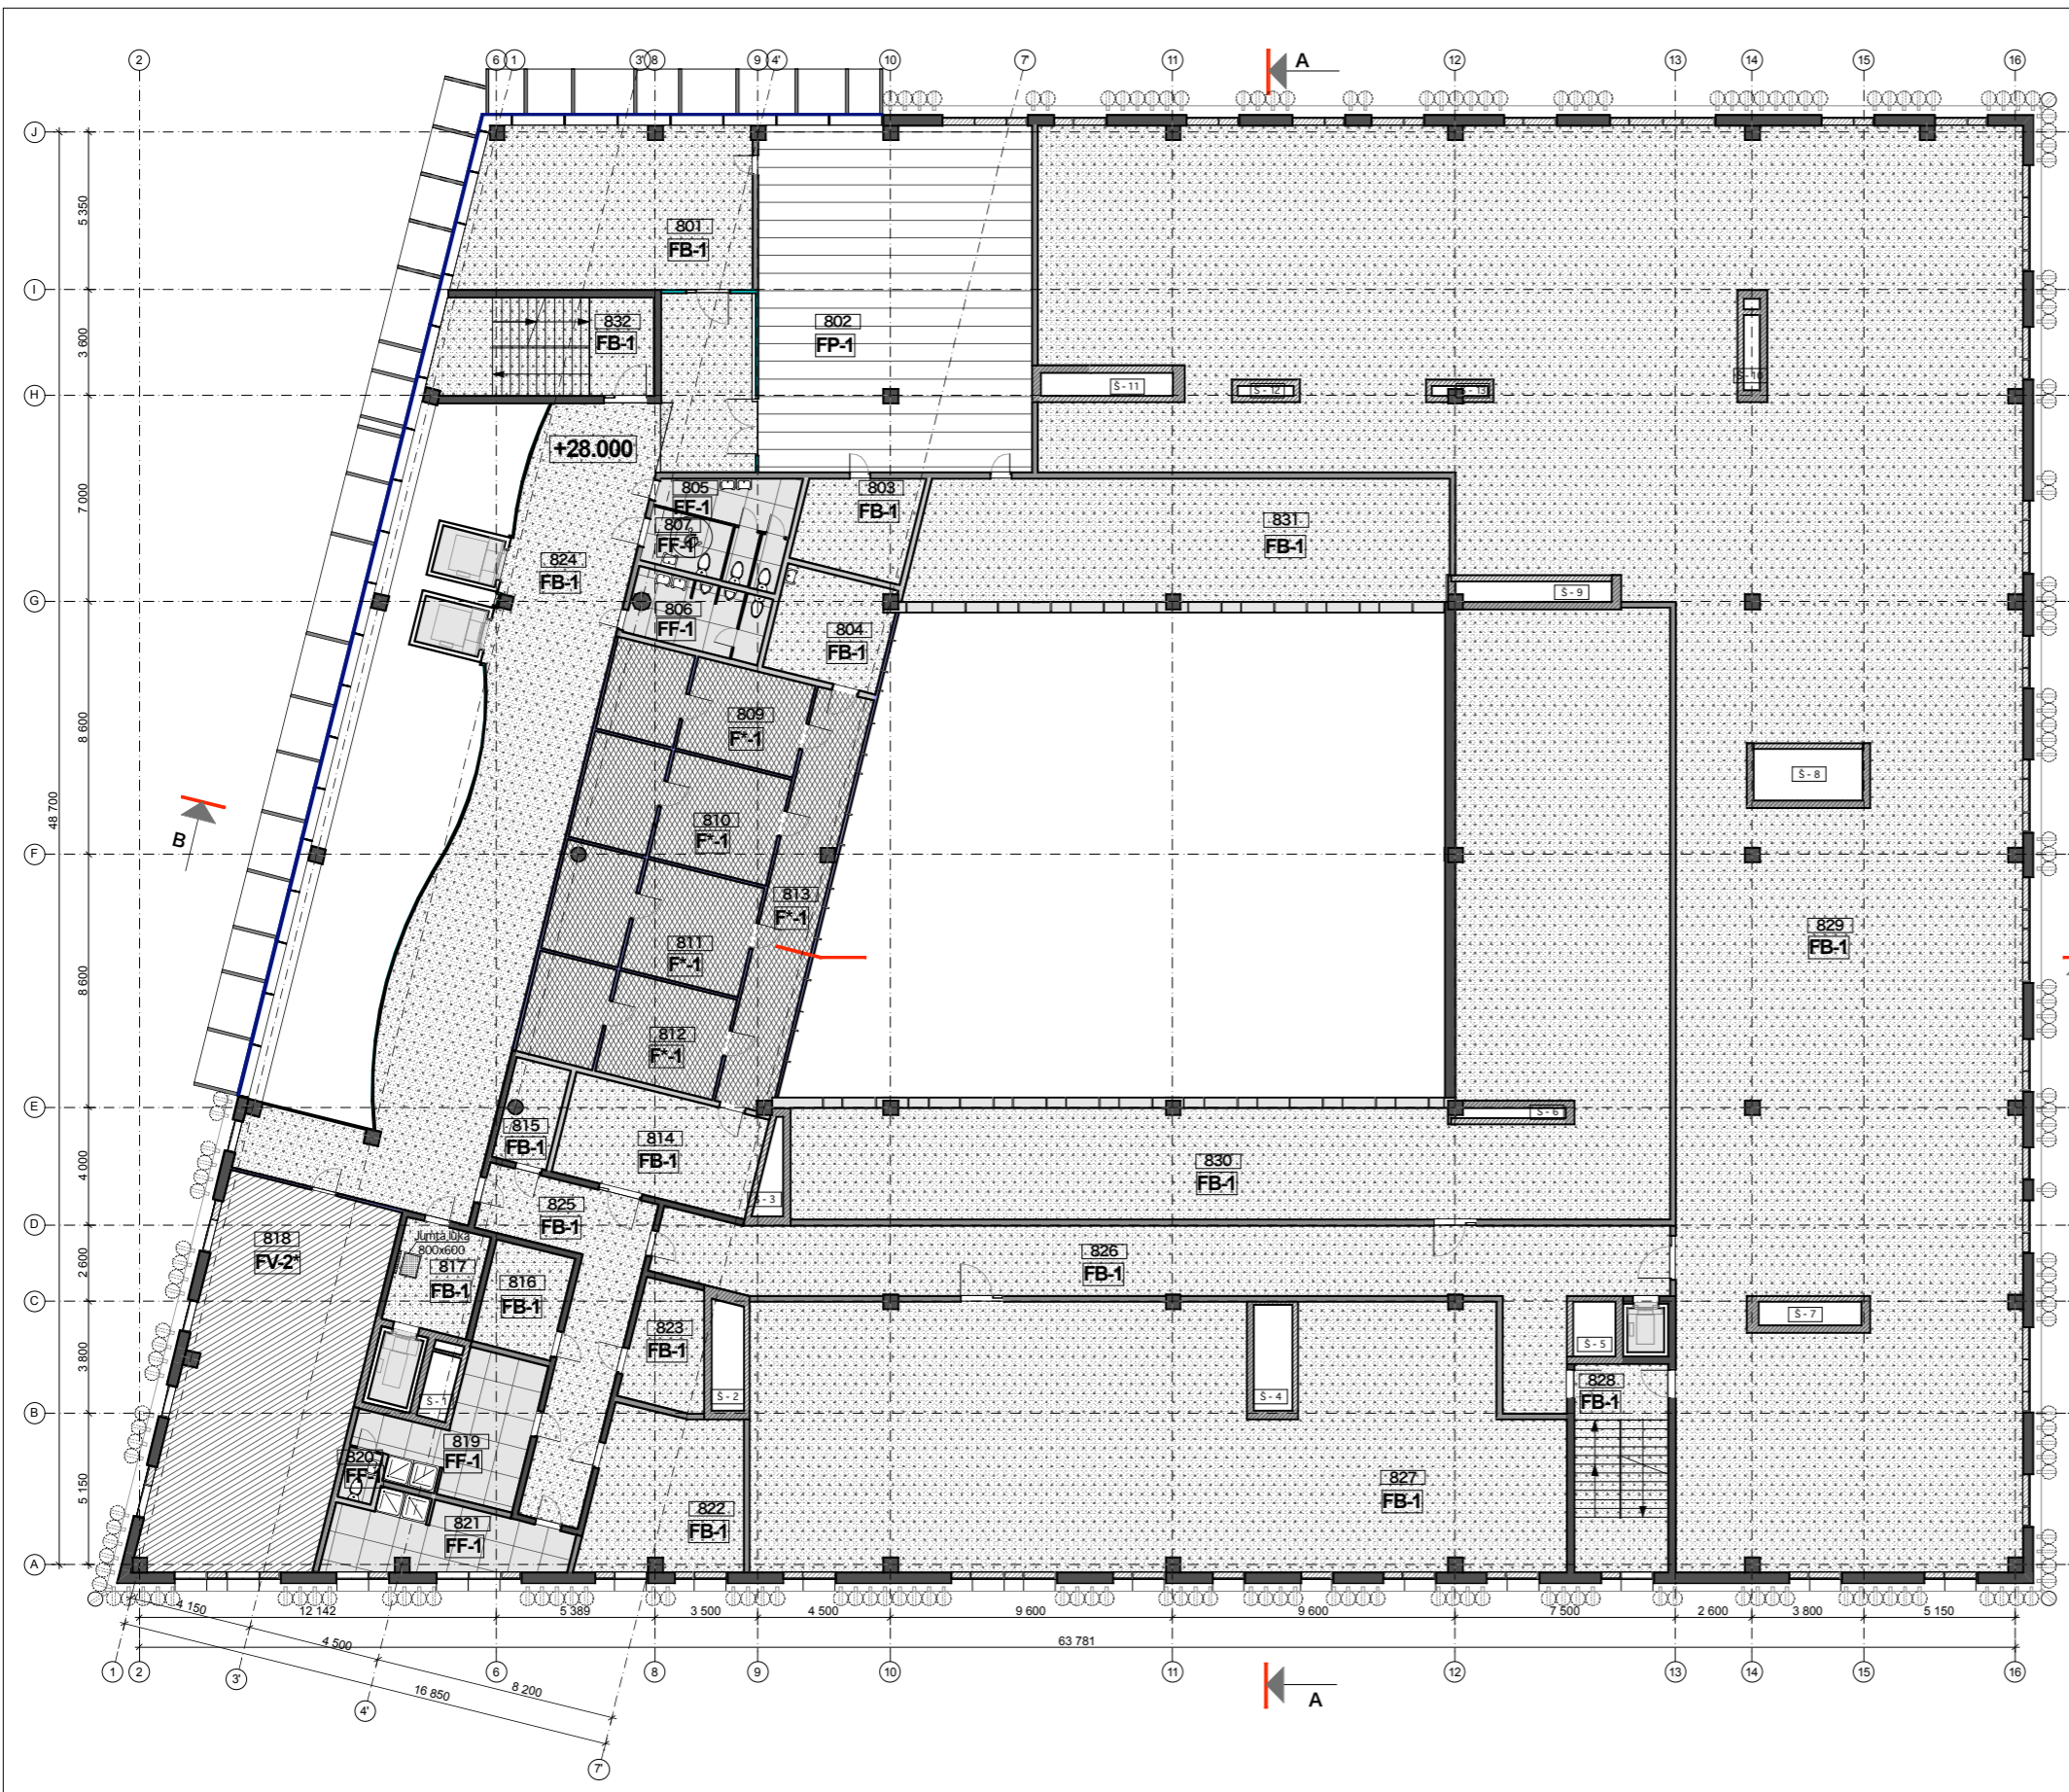 2 6 1 3' 8 9 4' 10 7' 11 12 13 14 15 16
A
J
I
H
G
F
E
D
C
B
A
5 350
3 600
7 000
8 600
8 600
4 000
2 600
3 800
5 150
48 700
801
FB-1
832
FB-1
802
FP-1
Š - 11
Š - 12
+28.000
805
FF-1
803
FB-1
807
FF-1
831
FB-1
824
FB-1
Š - 9
806
FF-1
804
FB-1
809
F*-1
Š - 8
810
F*-1
B
813
F*-1
829
FB-1
811
F*-1
812
F*-1
815
FB-1
814
FB-1
Š - 6
830
FB-1
Š - 3
825
FB-1
818
FV-2*
Jumta lūka
800x600
817
FB-1
816
FB-1
826
FB-1
823
FB-1
Š - 5
Š - 7
Š - 1
Š - 2
Š - 4
828
FB-1
819
FF-1
820
FF-1
827
FB-1
822
FB-1
821
FF-1
4 150
12 142 5 389 3 500 4 500 9 600 9 600 7 500 2 600 3 800 5 150
4 500
63 781
8 200
16 850
1 2 3' 4' 7' 6 8 9 10 11 12 13 14 15 16
A